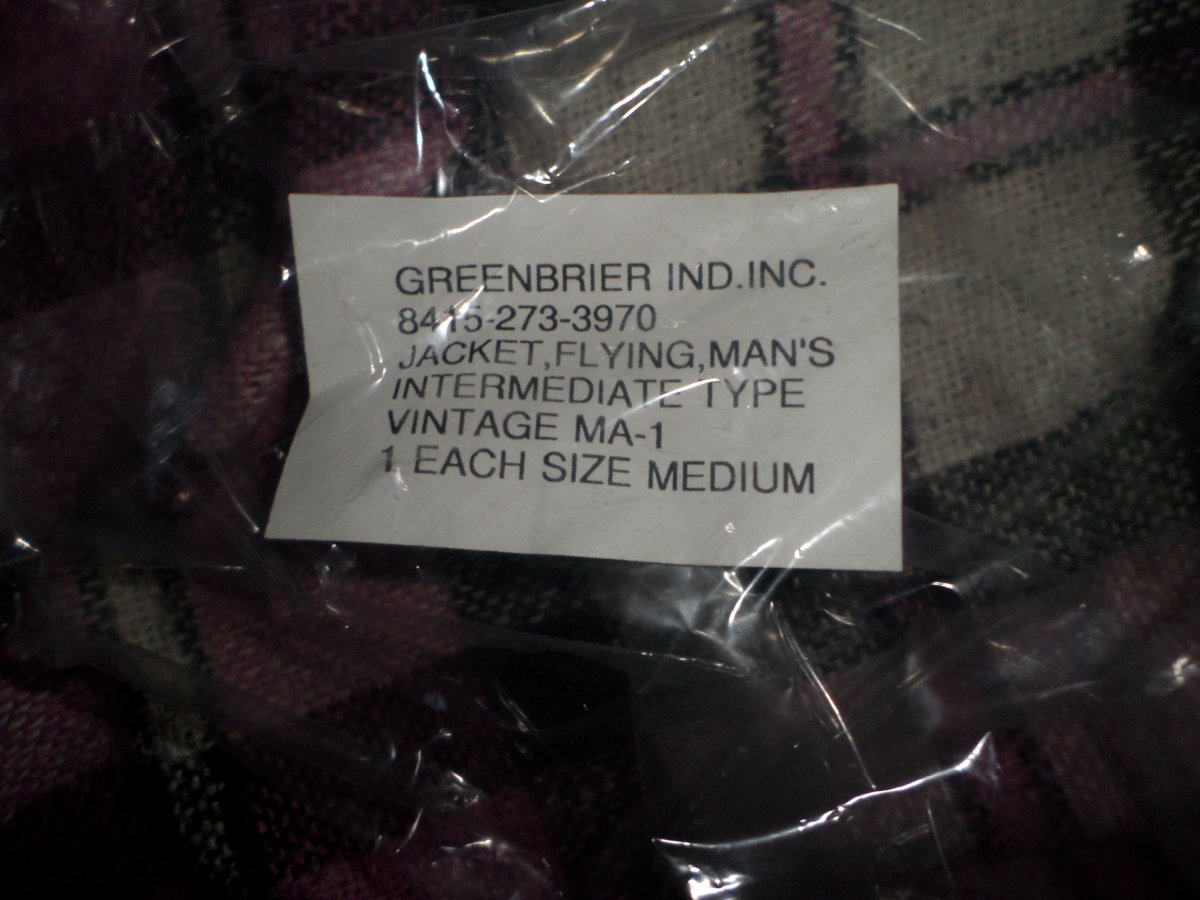 GREENBRIER IND.INC.
8415-273-3970
JACKET,FLYING,MAN'S
INTERMEDIATE TYPE
VINTAGE MA-1
1 EACH SIZE MEDIUM